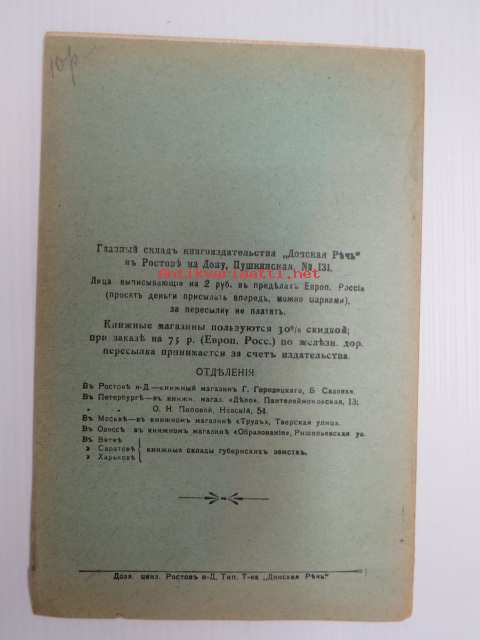 10р
Главный складъ книгоиздательства „Донская Рѣчь“
въ Ростовѣ на Дону, Пушкинская, № 131.
Лица выписывающія на 2 руб. въ предѣлахъ Европ. Россіи
(просятъ деньги присылать впередъ, можно марками),
за пересылку не платятъ.
Книжные магазины пользуются 30% скидкой;
при заказѣ на 75 р. (Европ. Росс.) по желѣзн. дор.
пересылка принимается за счетъ издательства.
ОТДѢЛЕНІЯ
Въ Ростовѣ н-Д.—книжный магазинъ Г. Городецкаго, Б. Садовая.
Въ Петербургѣ—въ книжн. магаз. «Дѣло», Пантелеймоновская, 13;
„ „ О. Н. Поповой, Невскій, 54.
Въ Москвѣ—въ книжномъ магазинѣ «Трудъ», Тверская улица.
Въ Одессѣ въ книжномъ магазинѣ «Образованіе», Ришельевская ул.
Въ Вяткѣ
» Саратовѣ книжные склады губернскихъ земствъ.
» Харьковѣ
Дозв. ценз. Ростовъ н-Д. Тип. Т-ва „Донская Рѣчь“